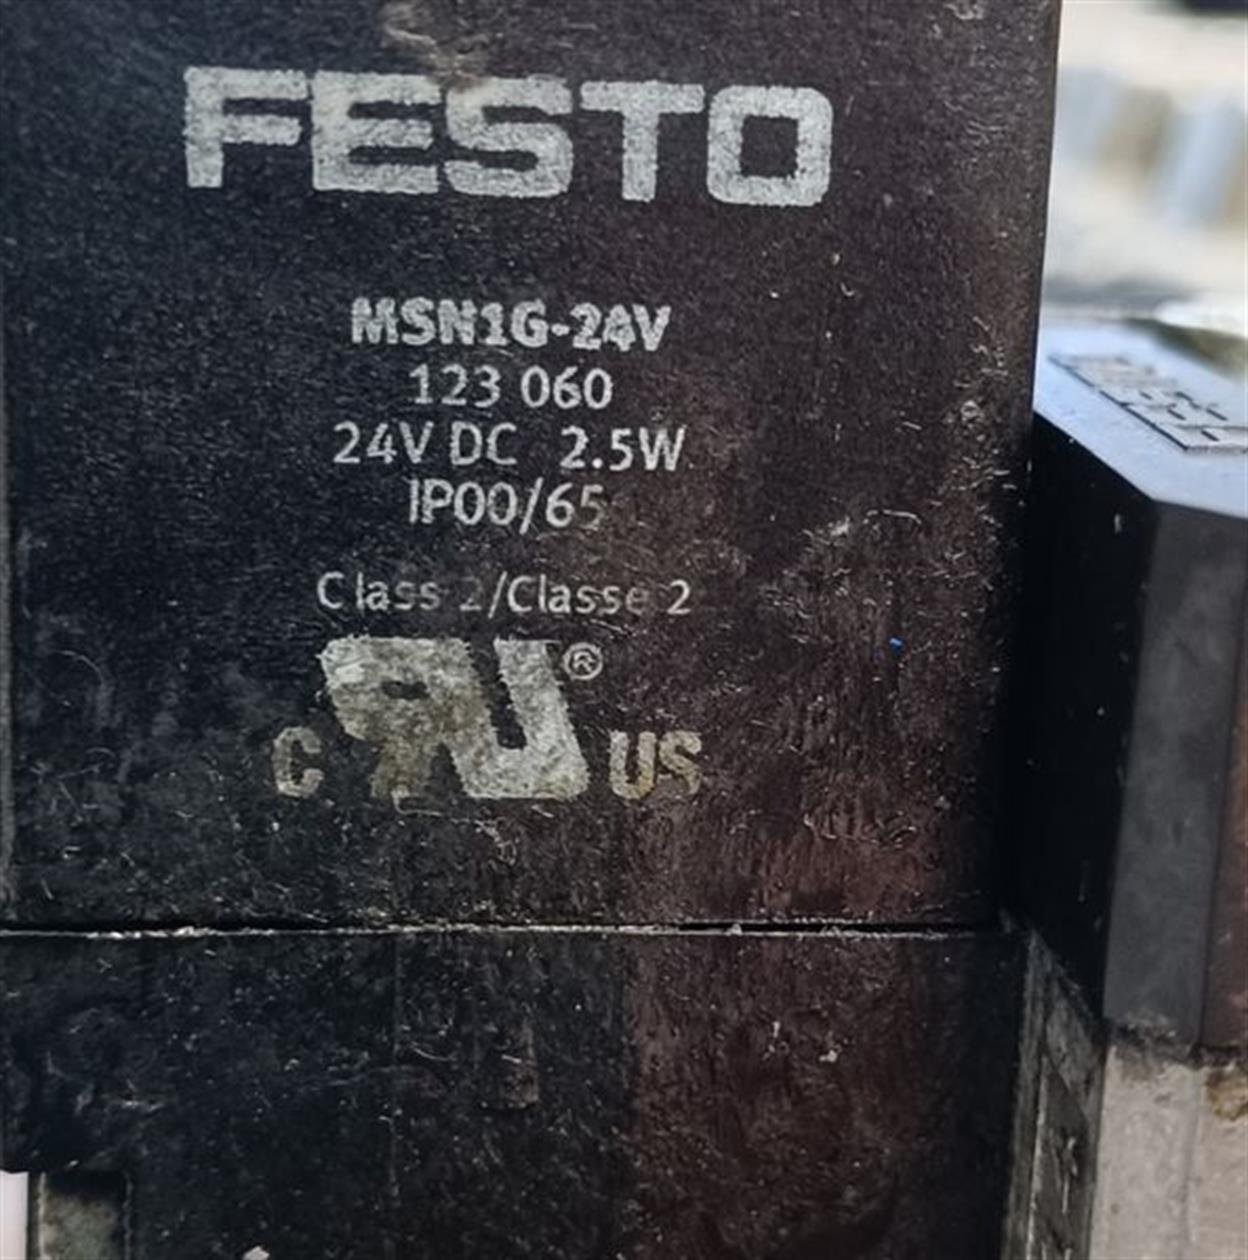 FESTO
MSN1G-24V
123 060
24V DC 2.5W
IP00/65
Class 2/Classe 2
®
C US